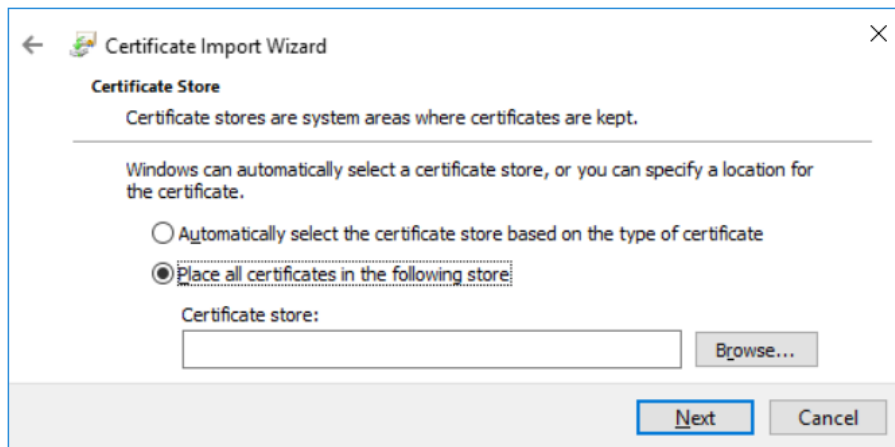 Certificate Import Wizard
Certificate Store
Certificate stores are system areas where certificates are kept.
Windows can automatically select a certificate store, or you can specify a location for
the certificate.
Automatically select the certificate store based on the type of certificate
Place all certificates in the following store
Certificate store:
Browse...
Next
Cancel